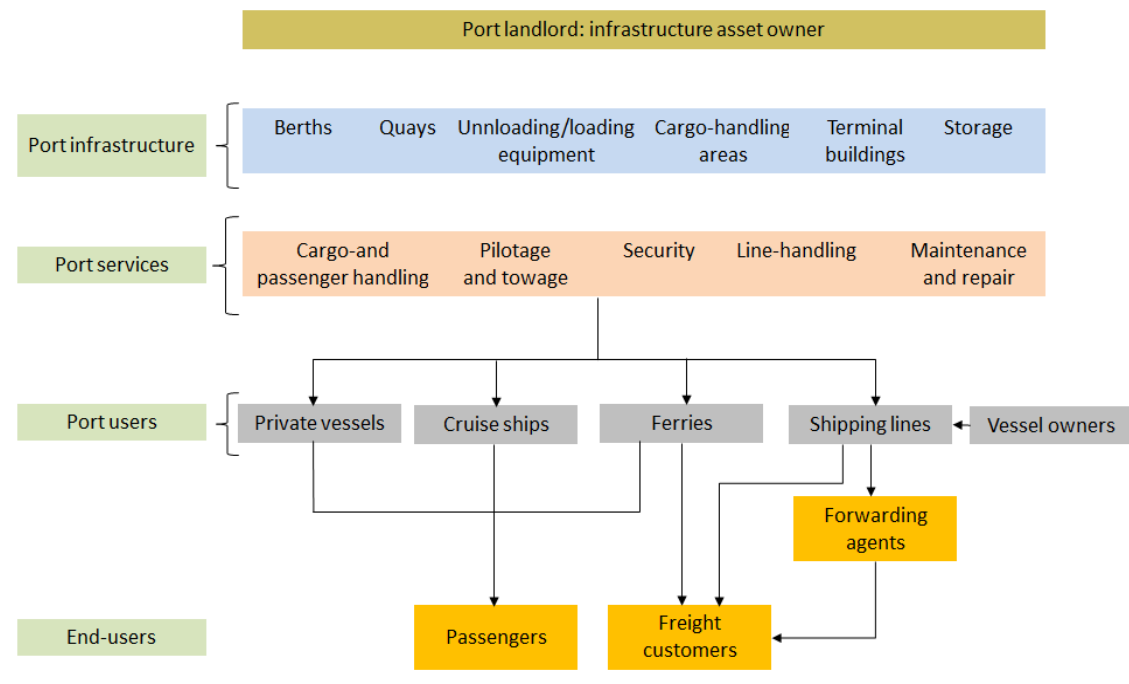 Port landlord: infrastructure asset owner
Port infrastructure
Berths
Quays
Unnloading/loading
equipment
Cargo-handling
areas
Terminal
buildings
Storage
Port services
Cargo-and
passenger handling
Pilotage
and towage
Security
Line-handling
Maintenance
and repair
Port users
Private vessels
Cruise ships
Ferries
Shipping lines
Vessel owners
Forwarding
agents
End-users
Passengers
Freight
customers